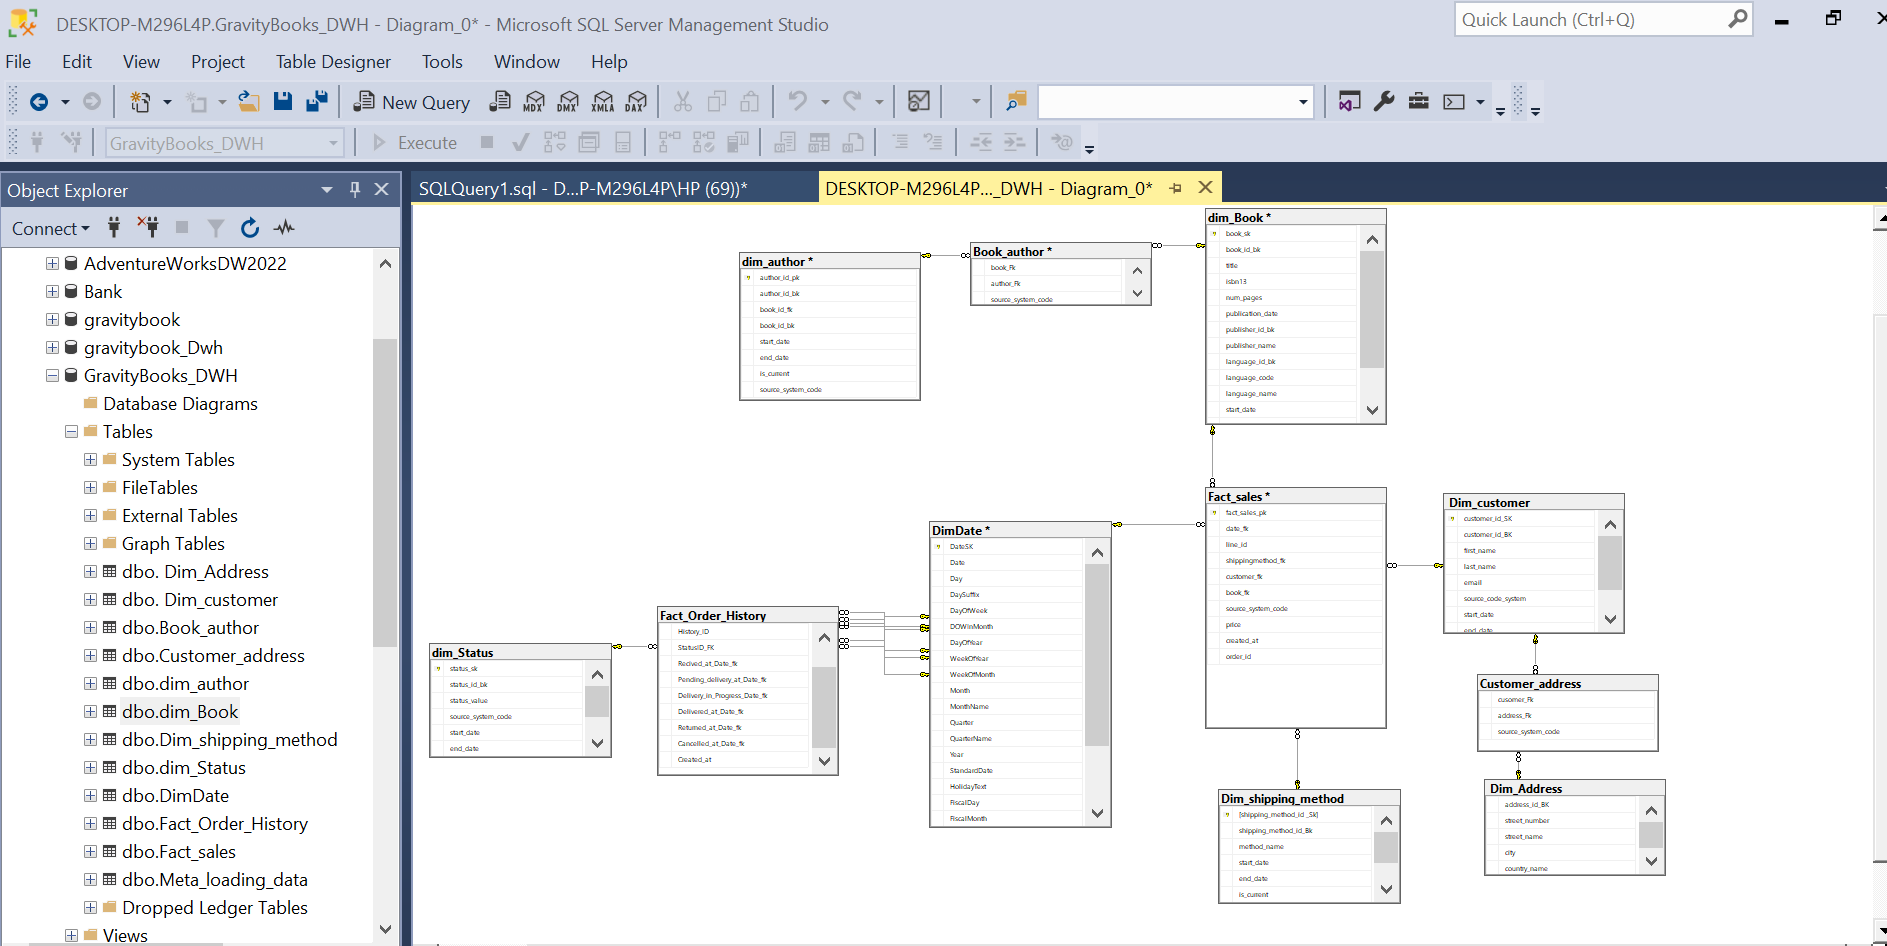 DESKTOP-M296L4P.GravityBooks_DWH - Diagram_0* - Microsoft SQL Server Management Studio
Quick Launch (Ctrl+Q)
File Edit View Project Table Designer Tools Window Help
New Query MDX DMX XMLA DAX
GravityBooks_DWH Execute
Object Explorer
Connect
AdventureWorksDW2022
Bank
gravitybook
gravitybook_Dwh
GravityBooks_DWH
Database Diagrams
Tables
System Tables
FileTables
External Tables
Graph Tables
dbo. Dim_Address
dbo. Dim_customer
dbo.Book_author
dbo.Customer_address
dbo.dim_author
dbo.dim_Book
dbo.Dim_shipping_method
dbo.dim_Status
dbo.DimDate
dbo.Fact_Order_History
dbo.Fact_sales
dbo.Meta_loading_data
Dropped Ledger Tables
Views
SQLQuery1.sql - D...P-M296L4P\HP (69))*
DESKTOP-M296L4P..._DWH - Diagram_0*
dim_author *
author_id_pk
author_id_bk
book_id_fk
book_id_bk
start_date
end_date
is_current
source_system_code
Book_author *
book_Fk
author_Fk
source_system_code
dim_Book *
book_sk
book_id_bk
title
isbn13
num_pages
publication_date
publisher_id_bk
publisher_name
language_id_bk
language_code
language_name
start_date
dim_Status
status_sk
status_id_bk
status_value
source_system_code
start_date
end_date
Fact_Order_History
History_ID
StatusID_FK
Recived_at_Date_fk
Pending_delivery_at_Date_fk
Delivery_in_Progress_Date_fk
Delivered_at_Date_fk
Returned_at_Date_fk
Cancelled_at_Date_fk
Created_at
DimDate *
DateSK
Date
Day
DaySuffix
DayOfWeek
DOWInMonth
DayOfYear
WeekOfYear
WeekOfMonth
Month
MonthName
Quarter
QuarterName
Year
StandardDate
HolidayText
FiscalDay
FiscalMonth
Fact_sales *
fact_sales_pk
date_fk
line_id
shippingmethod_fk
customer_fk
book_fk
source_system_code
price
created_at
order_id
Dim_customer
customer_id_SK
customer_id_BK
first_name
last_name
email
source_code_system
start_date
end_date
Customer_address
cusomer_Fk
address_Fk
source_system_code
Dim_shipping_method
[shipping_method_id _Sk]
shipping_method_id_Bk
method_name
start_date
end_date
is_current
Dim_Address
address_id_BK
street_number
street_name
city
country_name